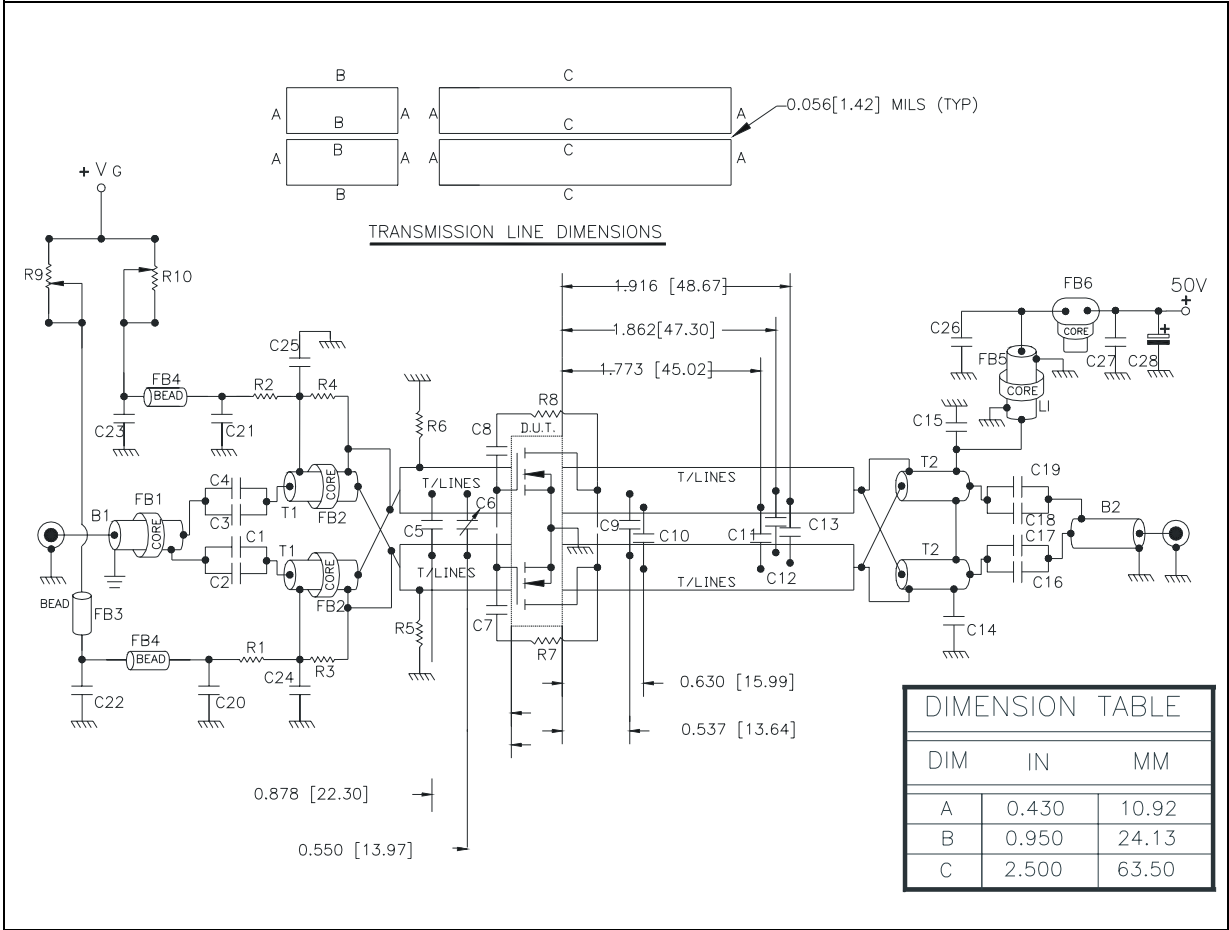 B
C
A
A
A
A
B
C
0.056[1.42] MILS (TYP)
B
C
A
A
A
A
B
C
TRANSMISSION LINE DIMENSIONS
+ V G
R9
R10
1.916 [48.67]
1.862[47.30]
1.773 [45.02]
FB6
50V
+
CORE
C26
C27
C28
+
FB5
CORE
L1
C25
FB4
BEAD
R2
R4
C23
C21
R6
C8
R8
D.U.T.
C15
T/LINES
T/LINES
T2
C19
C18
C4
C3
T1
CORE
FB2
C5
C6
C9
C10
C11
C13
C12
B1
FB1
CORE
B2
C1
C2
T1
CORE
FB2
T/LINES
T/LINES
T2
C17
C16
BEAD
FB3
C7
C14
FB4
BEAD
R1
R3
R5
R7
C22
C20
C24
0.630 [15.99]
0.537 [13.64]
0.878 [22.30]
0.550 [13.97]
DIMENSION TABLE
DIM IN MM
A 0.430 10.92
B 0.950 24.13
C 2.500 63.50